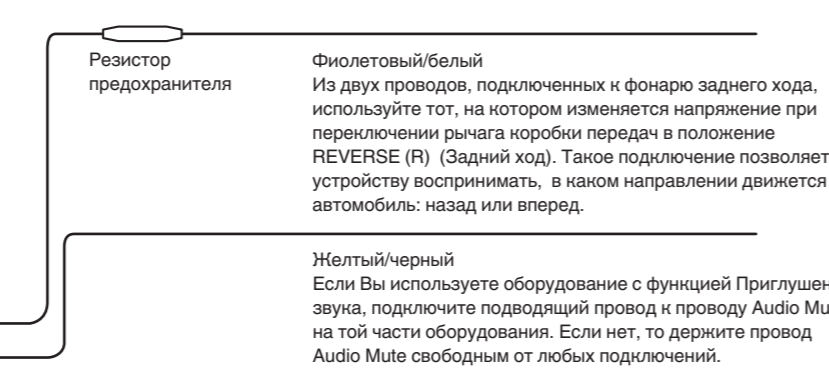 Резистор
предохранителя
Фиолетовый/белый
Из двух проводов, подключенных к фонарю заднего хода,
используйте тот, на котором изменяется напряжение при
переключении рычага коробки передач в положение
REVERSE (R) (Задний ход). Такое подключение позволяет
устройству воспринимать, в каком направлении движется
автомобиль: назад или вперед.
Желтый/черный
Если Вы используете оборудование с функцией Приглушен
звука, подключите подводящий провод к проводу Audio Mu
на той части оборудования. Если нет, то держите провод
Audio Mute свободным от любых подключений.